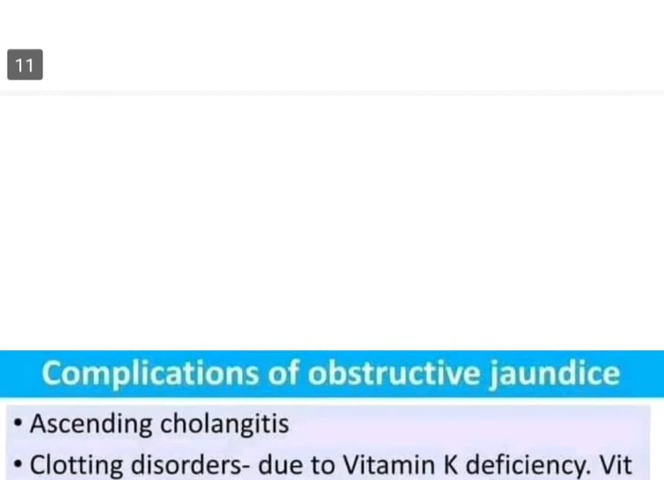 11
Complications of obstructive jaundice
• Ascending cholangitis
• Clotting disorders- due to Vitamin K deficiency. Vit